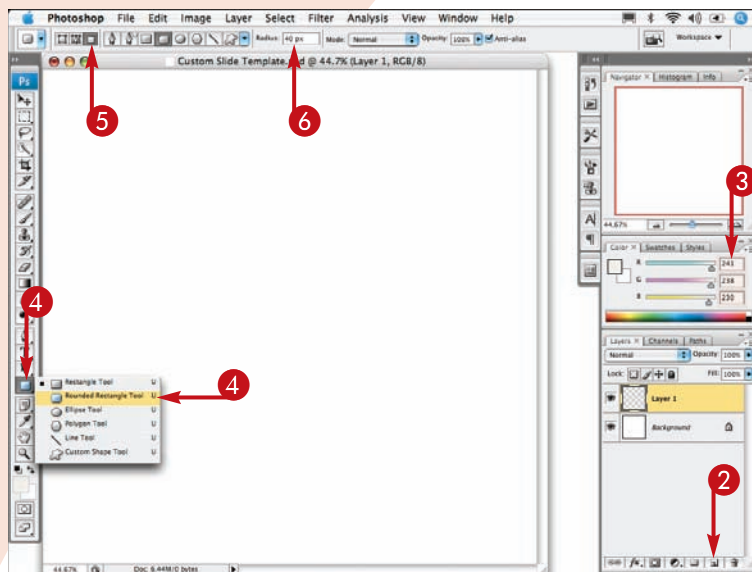 Photoshop File Edit Image Layer Select Filter Analysis View Window Help
Radius: 40 px Mode: Normal Opacity: 100% Anti-alias Workspace
Custom Slide Template.psd @ 44.7% (Layer 1, RGB/8)
5
6
Ps
Navigator × Histogram Info
44.67%
3
Color × Swatches Styles
R 241
G 238
B 230
4
Layers × Channels Paths
Normal Opacity: 100%
Lock: Fill: 100%
Layer 1
Background
Rectangle Tool U
Rounded Rectangle Tool U
4
Ellipse Tool U
Polygon Tool U
Line Tool U
Custom Shape Tool U
2
fx
44.67% Doc: 6.44M/0 bytes